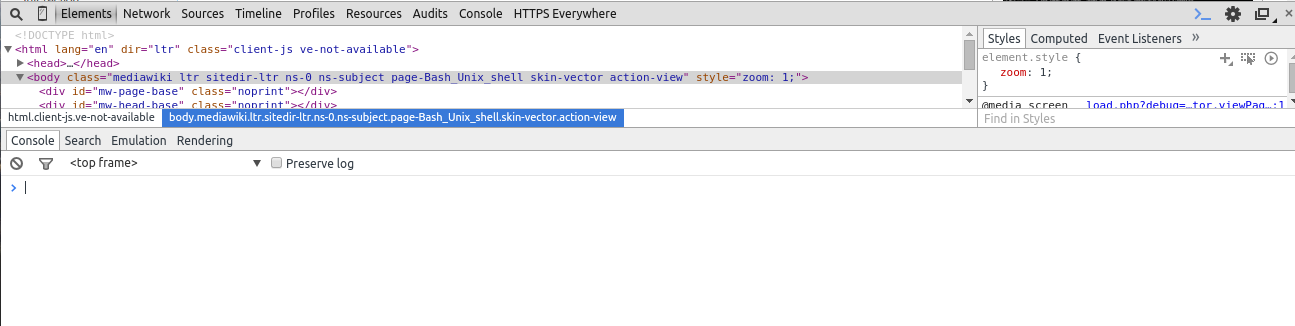 Elements Network Sources Timeline Profiles Resources Audits Console HTTPS Everywhere
<!DOCTYPE html>
<html lang="en" dir="ltr" class="client-js ve-not-available">
<head>…</head>
<body class="mediawiki ltr sitedir-ltr ns-0 ns-subject page-Bash_Unix_shell skin-vector action-view" style="zoom: 1;">
<div id="mw-page-base" class="noprint"></div>
<div id="mw-head-base" class="noprint"></div>
html.client-js.ve-not-available body.mediawiki.ltr.sitedir-ltr.ns-0.ns-subject.page-Bash_Unix_shell.skin-vector.action-view
Styles Computed Event Listeners »
element.style {
zoom: 1;
}
@media screen load.php?debug=…tor.viewPag…:1
Find in Styles
Console Search Emulation Rendering
<top frame> ▼ Preserve log
>